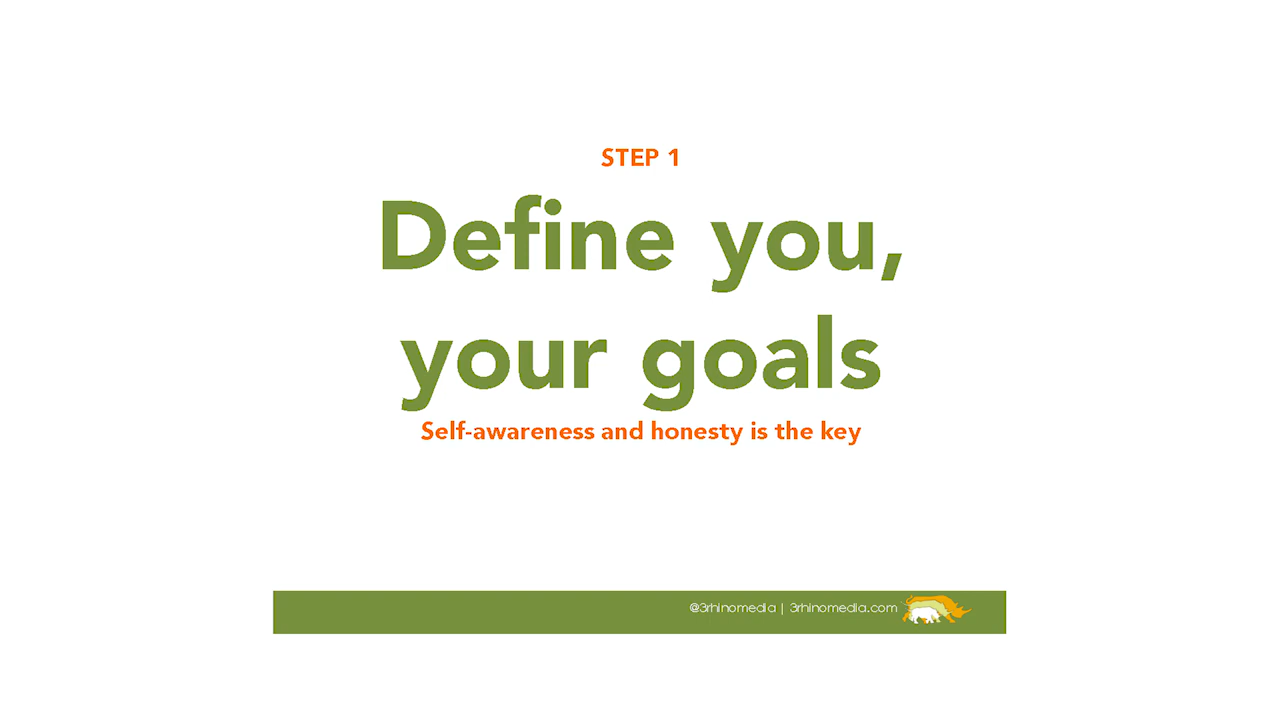 STEP 1
Define you,
your goals
Self-awareness and honesty is the key
@3rhinomedia | 3rhinomedia.com